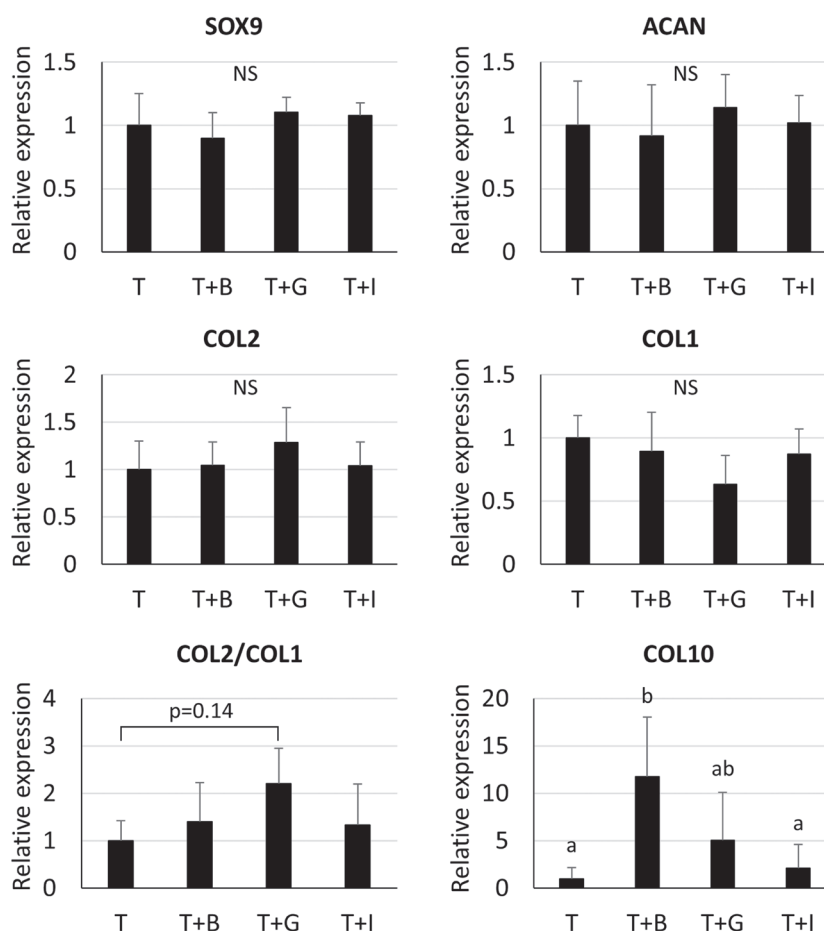 SOX9
Relative expression
1.5
1
0.5
0
NS
T T+B T+G T+I
ACAN
Relative expression
1.5
1
0.5
0
NS
T T+B T+G T+I
COL2
Relative expression
2
1.5
1
0.5
0
NS
T T+B T+G T+I
COL1
Relative expression
1.5
1
0.5
0
NS
T T+B T+G T+I
COL2/COL1
Relative expression
4
3
2
1
0
p=0.14
T T+B T+G T+I
COL10
Relative expression
20
15
10
5
0
a
b
ab
a
T T+B T+G T+I